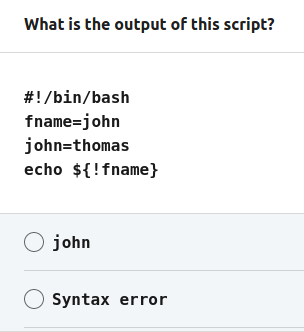 What is the output of this script?
#!/bin/bash
fname=john
john=thomas
echo ${!fname}
john
Syntax error